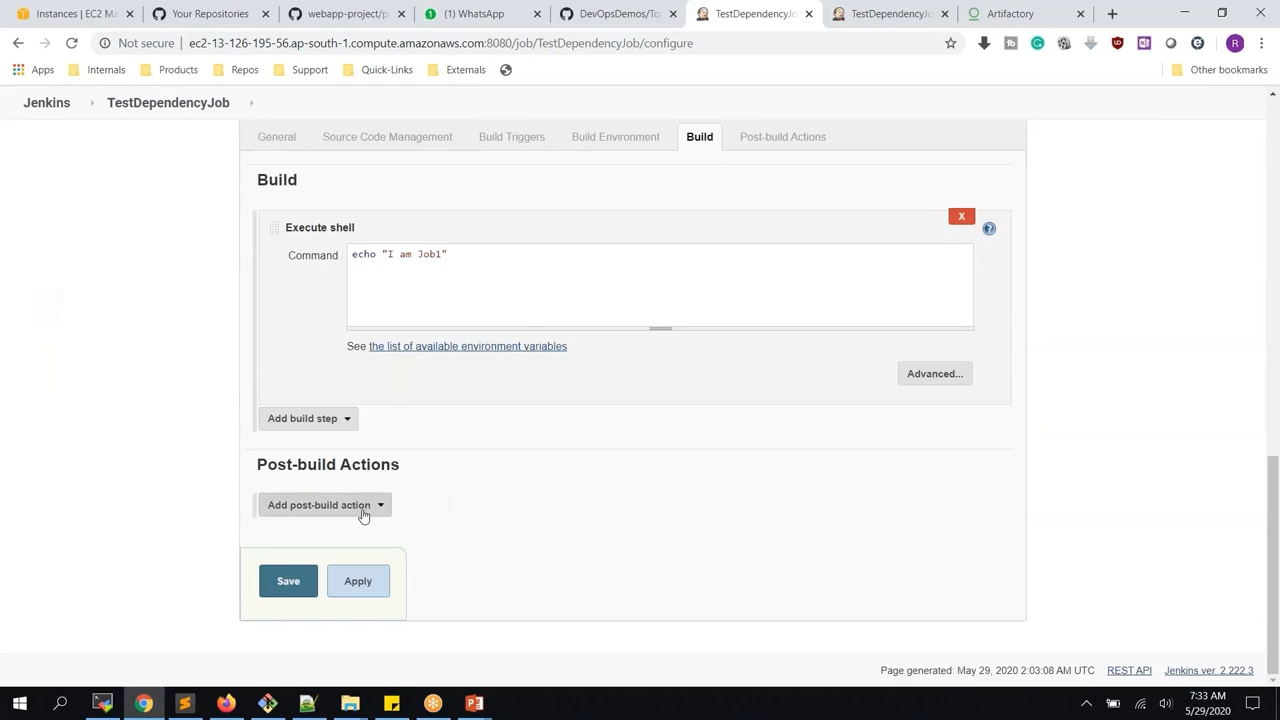 Instances | EC2 Ma
Your Repositories
webapp-project/p
(1) WhatsApp
DevOpsDemos/Toa
TestDependencyJo
TestDependencyJo
Artifactory
Not secure
ec2-13-126-195-56.ap-south-1.compute.amazonaws.com:8080/job/TestDependencyJob/configure
Apps
Internals
Products
Repos
Support
Quick-Links
Externals
Other bookmarks
Jenkins
TestDependencyJob
General
Source Code Management
Build Triggers
Build Environment
Build
Post-build Actions
Build
X
Execute shell
Command
echo "I am Job1"
See the list of available environment variables
Advanced...
Add build step
Post-build Actions
Add post-build action
Save
Apply
Page generated: May 29, 2020 2:03:08 AM UTC
REST API
Jenkins ver. 2.222.3
7:33 AM
5/29/2020